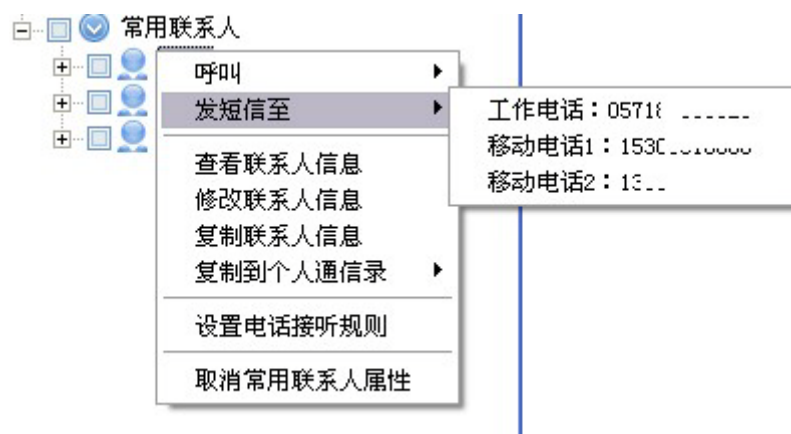 常用联系人
呼叫
发短信至
工作电话：05718
移动电话1：1530
移动电话2：13
查看联系人信息
修改联系人信息
复制联系人信息
复制到个人通信录
设置电话接听规则
取消常用联系人属性